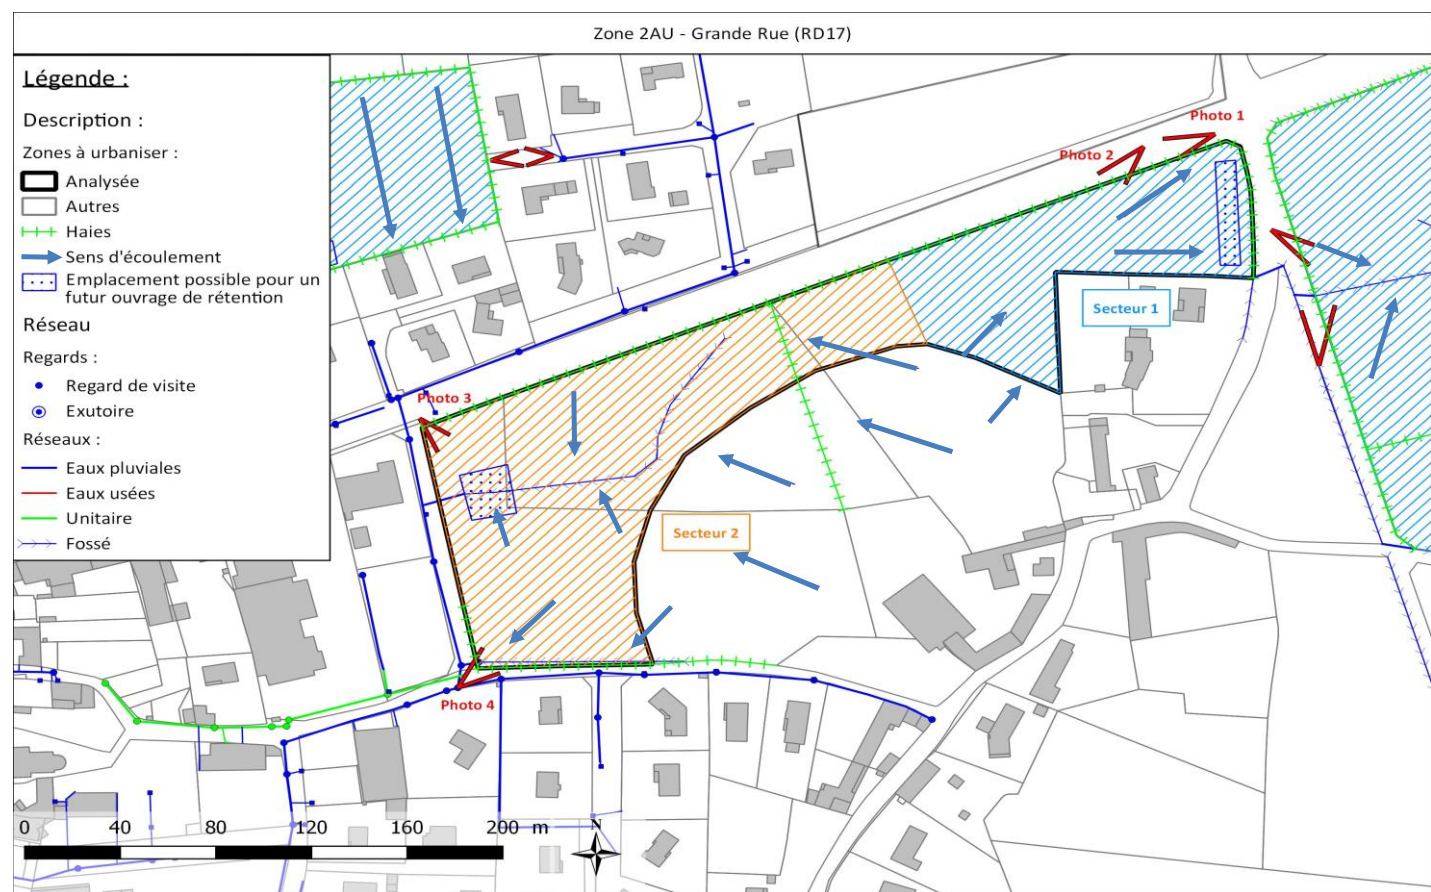 Zone 2AU - Grande Rue (RD17)
Légende :
Description :
Zones à urbaniser :
Analysée
Autres
Haies
Sens d'écoulement
Emplacement possible pour un
futur ouvrage de rétention
Réseau
Regards :
Regard de visite
Exutoire
Réseaux :
Eaux pluviales
Eaux usées
Unitaire
Fossé
Photo 1
Photo 2
Secteur 1
Photo 3
Secteur 2
Photo 4
0 40 80 120 160 200 m
N